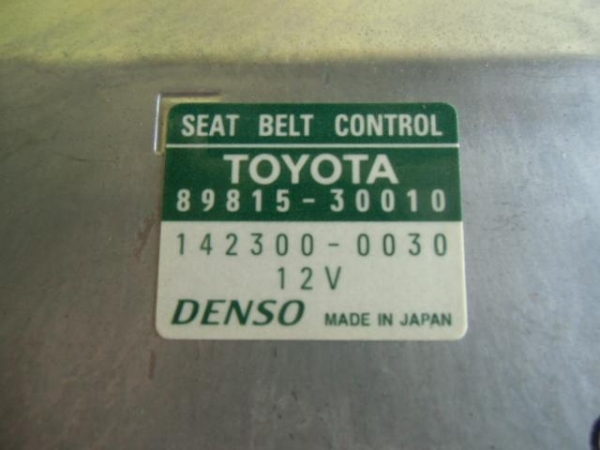 SEAT BELT CONTROL
TOYOTA
89815-30010
142300-0030
12V
DENSO MADE IN JAPAN